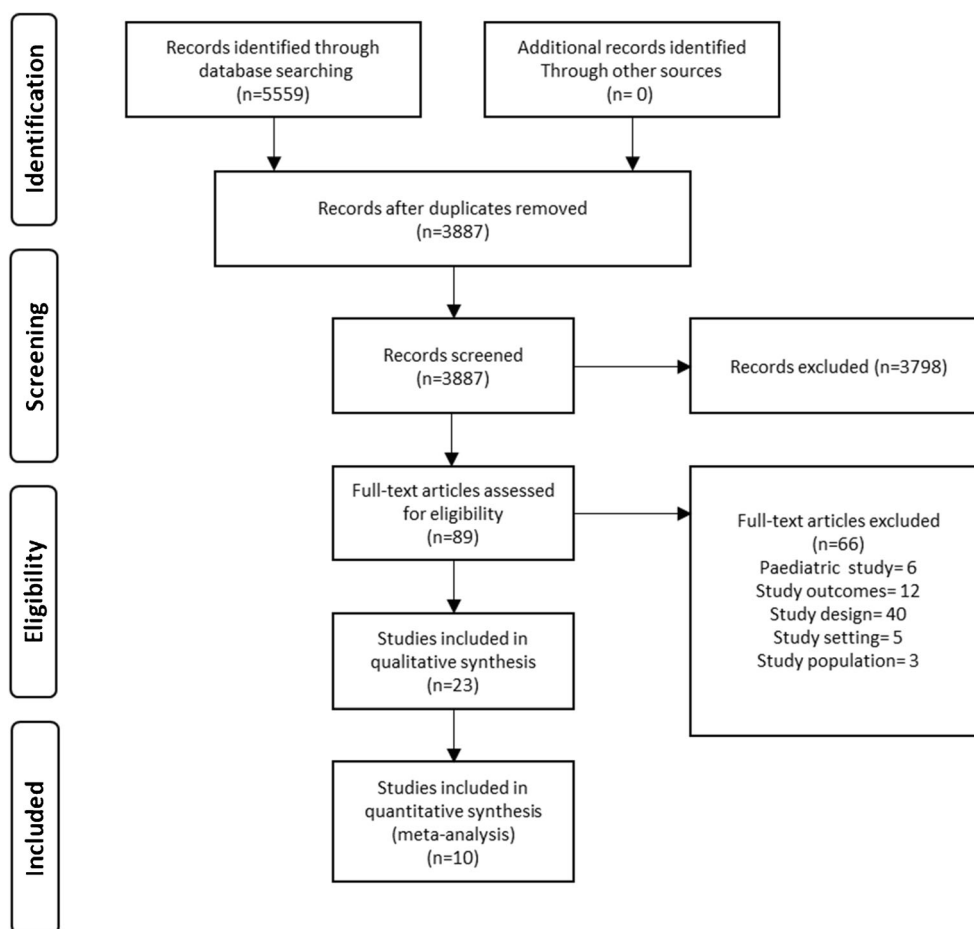 Identification
Records identified through
database searching
(n=5559)
Additional records identified
Through other sources
(n= 0)
Records after duplicates removed
(n=3887)
Screening
Records screened
(n=3887)
Records excluded (n=3798)
Eligibility
Full-text articles assessed
for eligibility
(n=89)
Full-text articles excluded
(n=66)
Paediatric study= 6
Study outcomes= 12
Study design= 40
Study setting= 5
Study population= 3
Studies included in
qualitative synthesis
(n=23)
Included
Studies included in
quantitative synthesis
(meta-analysis)
(n=10)